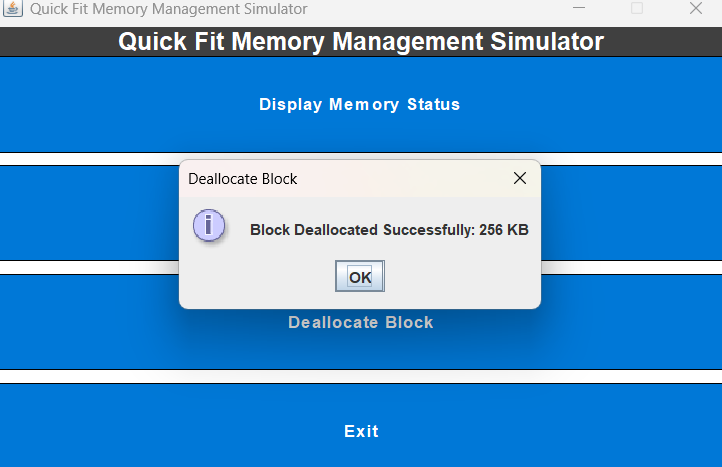 Quick Fit Memory Management Simulator
Quick Fit Memory Management Simulator
Display Memory Status
Deallocate Block
Block Deallocated Successfully: 256 KB
OK
Deallocate Block
Exit